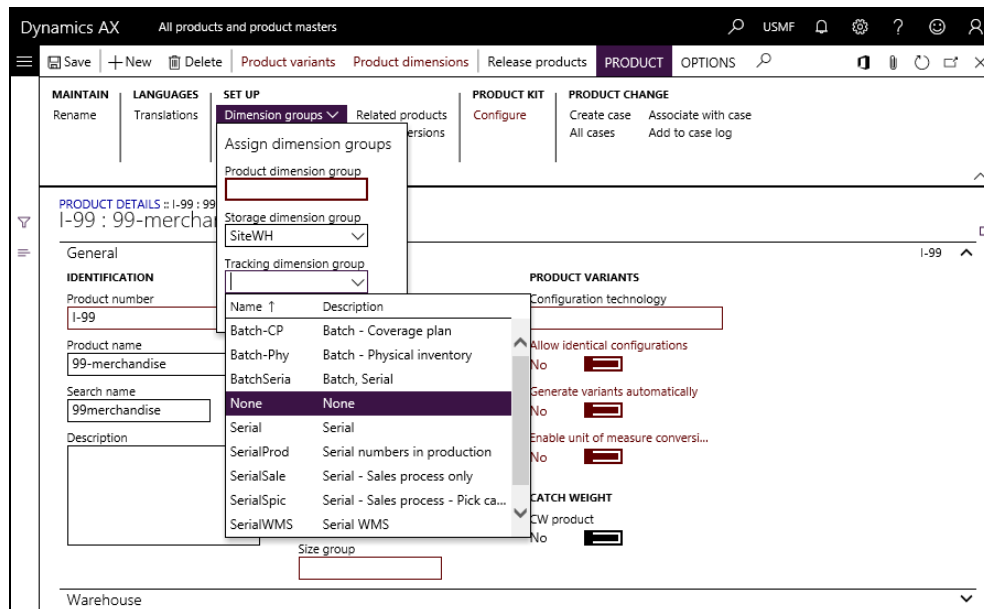 Dynamics AX All products and product masters USMF
Save New Delete Product variants Product dimensions Release products PRODUCT OPTIONS
MAINTAIN LANGUAGES SET UP PRODUCT KIT PRODUCT CHANGE
Rename Translations Dimension groups Related products Configure Create case Associate with case
ersions All cases Add to case log
Assign dimension groups
Product dimension group
Storage dimension group
SiteWH
Tracking dimension group
Name ↑ Description
Batch-CP Batch - Coverage plan
Batch-Phy Batch - Physical inventory
BatchSeria Batch, Serial
None None
Serial Serial
SerialProd Serial numbers in production
SerialSale Serial - Sales process only
SerialSpic Serial - Sales process - Pick ca...
SerialWMS Serial WMS
PRODUCT DETAILS :: I-99 : 99
I-99 : 99-merchan
General I-99
IDENTIFICATION
Product number
I-99
Product name
99-merchandise
Search name
99merchandise
Description
Size group
PRODUCT VARIANTS
Configuration technology
Allow identical configurations
No
Generate variants automatically
No
Enable unit of measure conversi...
No
CATCH WEIGHT
CW product
No
Warehouse